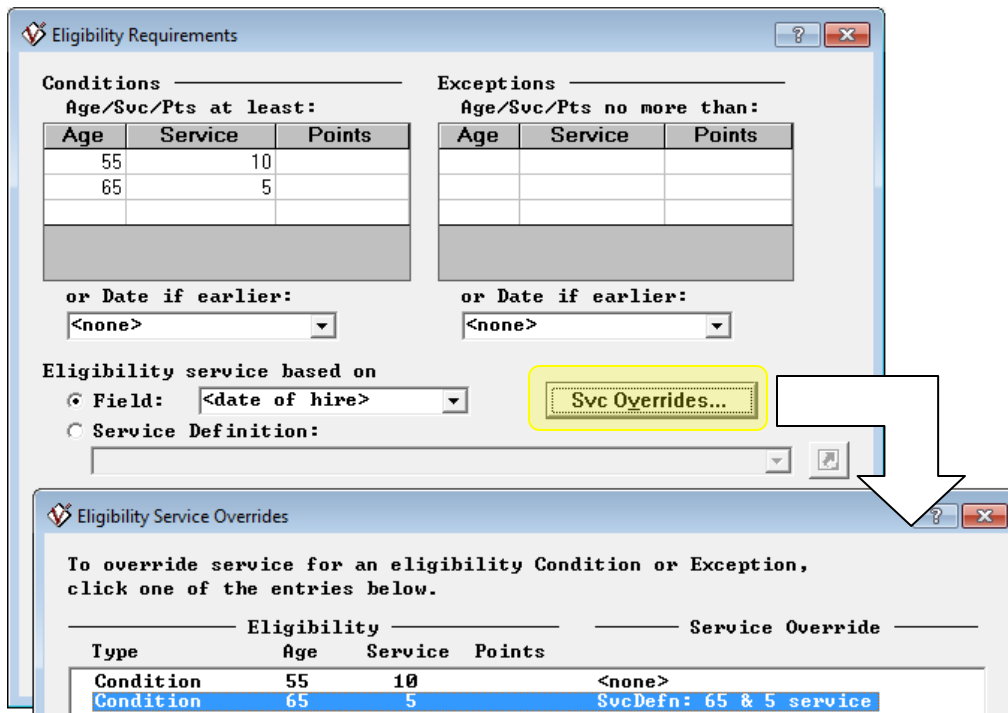 Eligibility Requirements
Conditions Exceptions
Age/Svc/Pts at least: Age/Svc/Pts no more than:
Age Service Points Age Service Points
55 10
65 5
or Date if earlier: or Date if earlier:
<none> <none>
Eligibility service based on
Field: <date of hire> Svc Overrides...
Service Definition:
Eligibility Service Overrides
To override service for an eligibility Condition or Exception,
click one of the entries below.
Eligibility Service Override
Type Age Service Points
Condition 55 10 <none>
Condition 65 5 SvcDefn: 65 & 5 service